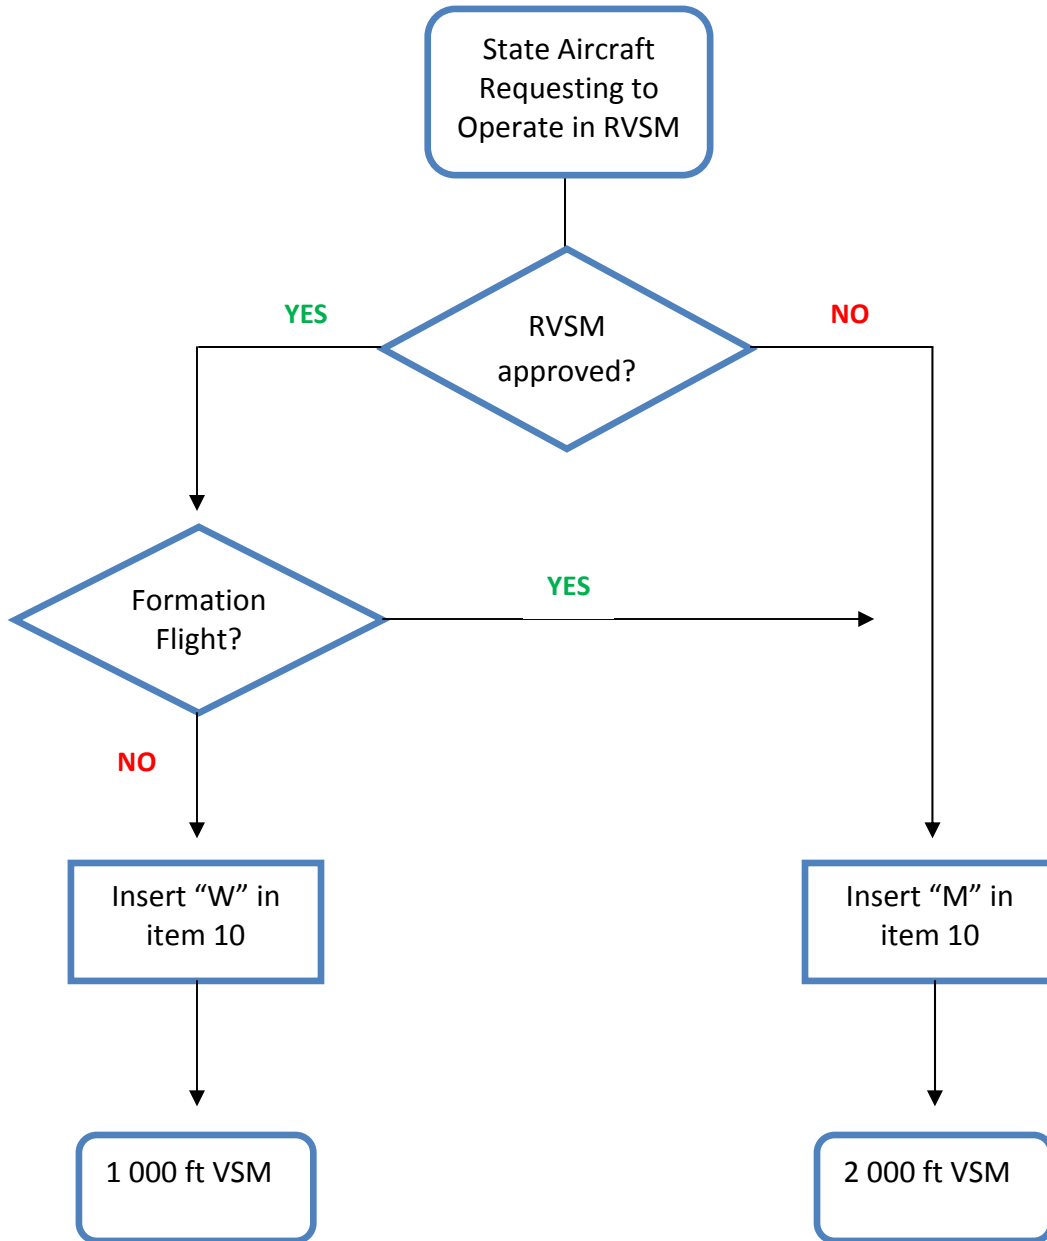 State Aircraft
Requesting to
Operate in RVSM
YES
RVSM
approved?
NO
Formation
Flight?
YES
NO
Insert “W” in
item 10
Insert “M” in
item 10
1 000 ft VSM
2 000 ft VSM